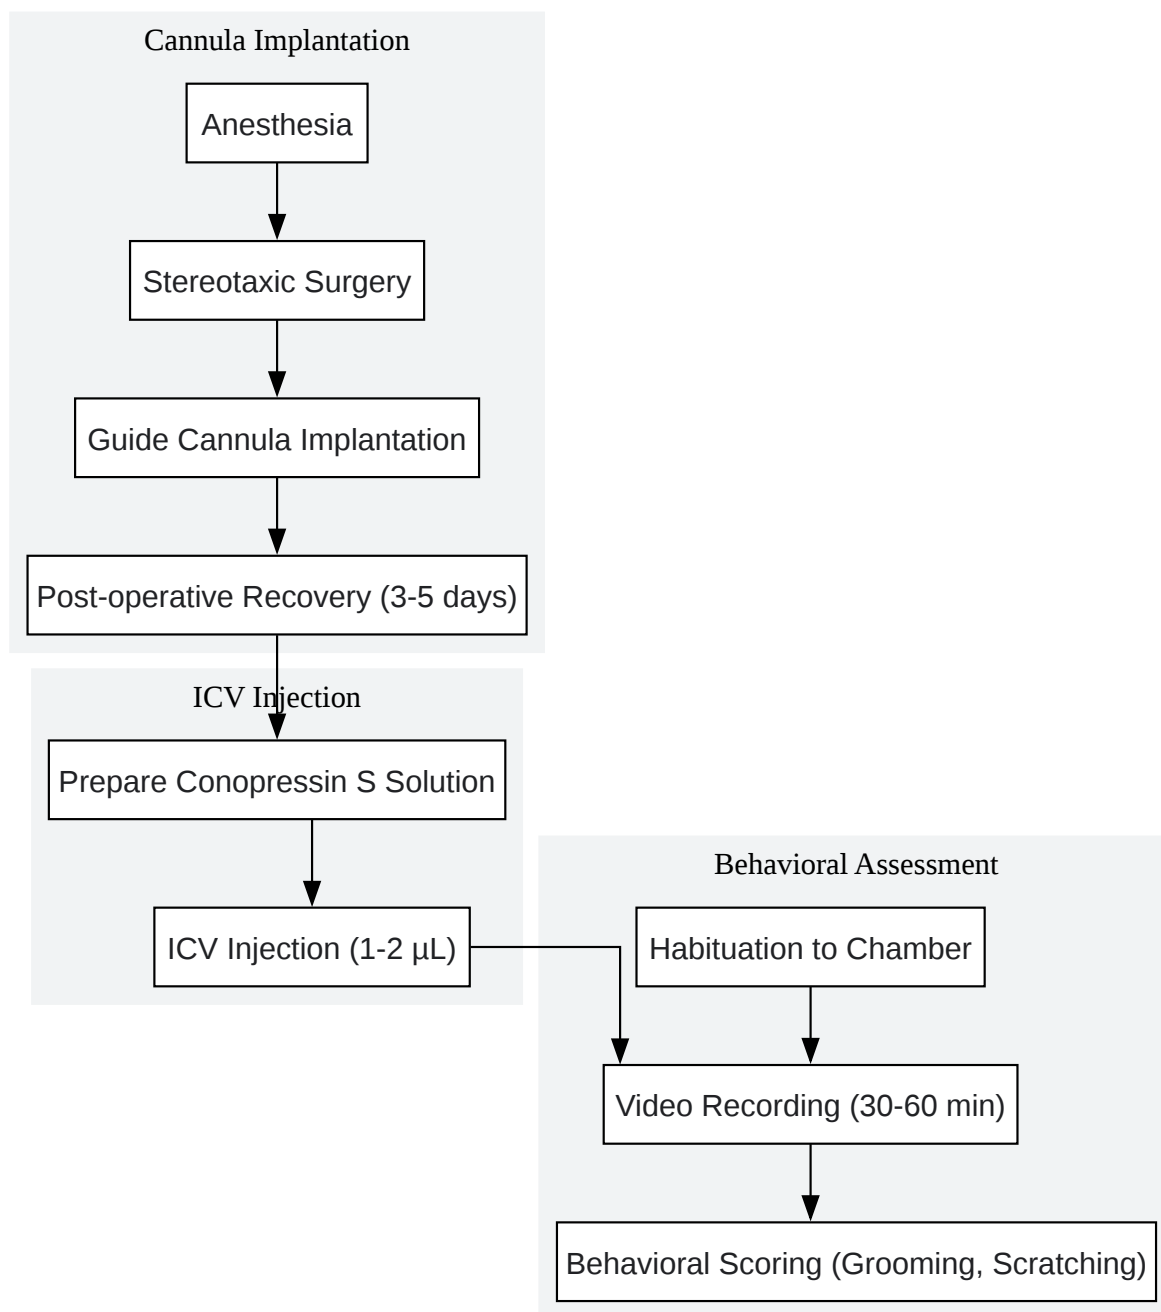 Cannula Implantation
Anesthesia
Stereotaxic Surgery
Guide Cannula Implantation
Post-operative Recovery (3-5 days)
ICV Injection
Prepare Conopressin S Solution
ICV Injection (1-2 µL)
Behavioral Assessment
Habituation to Chamber
Video Recording (30-60 min)
Behavioral Scoring (Grooming, Scratching)